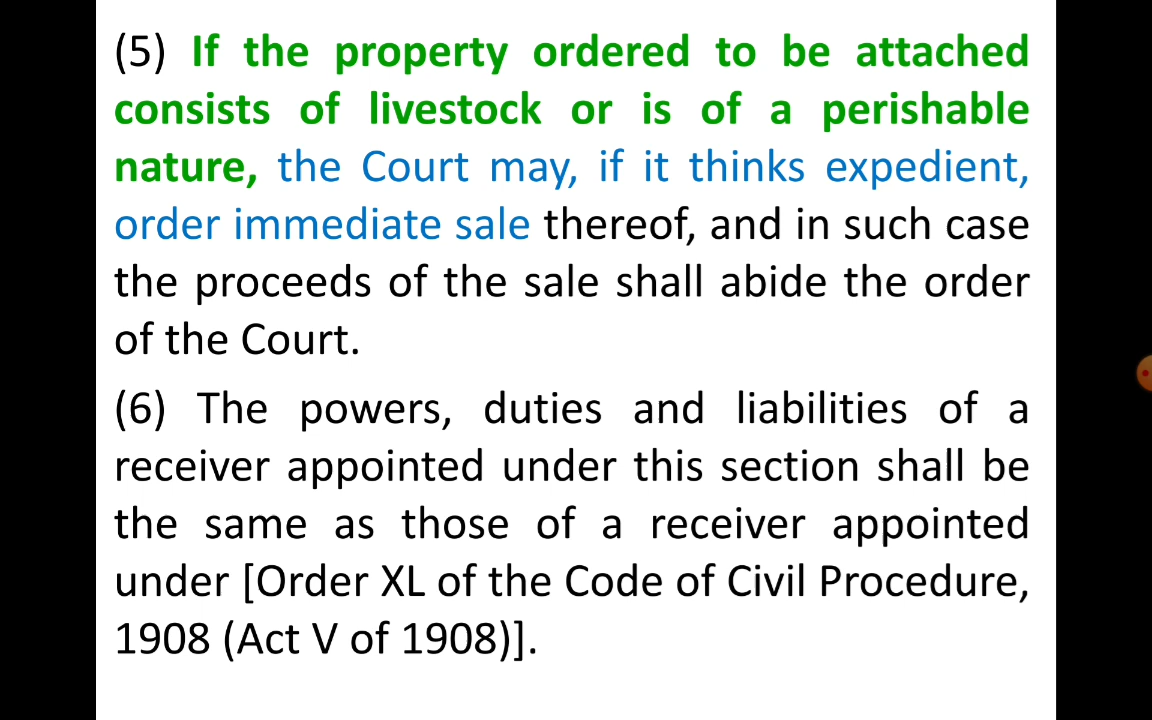 (5) If the property ordered to be attached
consists of livestock or is of a perishable
nature, the Court may, if it thinks expedient,
order immediate sale thereof, and in such case
the proceeds of the sale shall abide the order
of the Court.
(6) The powers, duties and liabilities of a
receiver appointed under this section shall be
the same as those of a receiver appointed
under [Order XL of the Code of Civil Procedure,
1908 (Act V of 1908)].